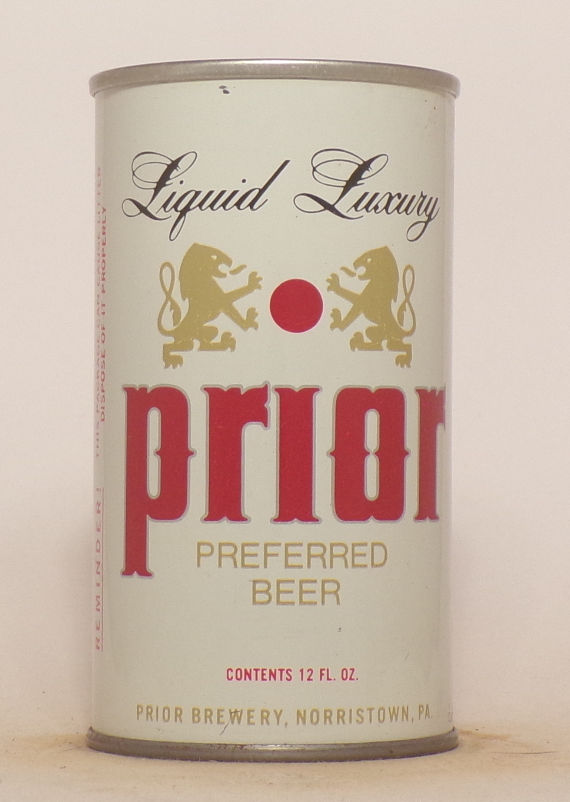 Liquid Luxury
prior
PREFERRED
BEER
CONTENTS 12 FL. OZ.
PRIOR BREWERY, NORRISTOWN, PA.
REMINDER!
DISPOSE OF IT PROPERLY